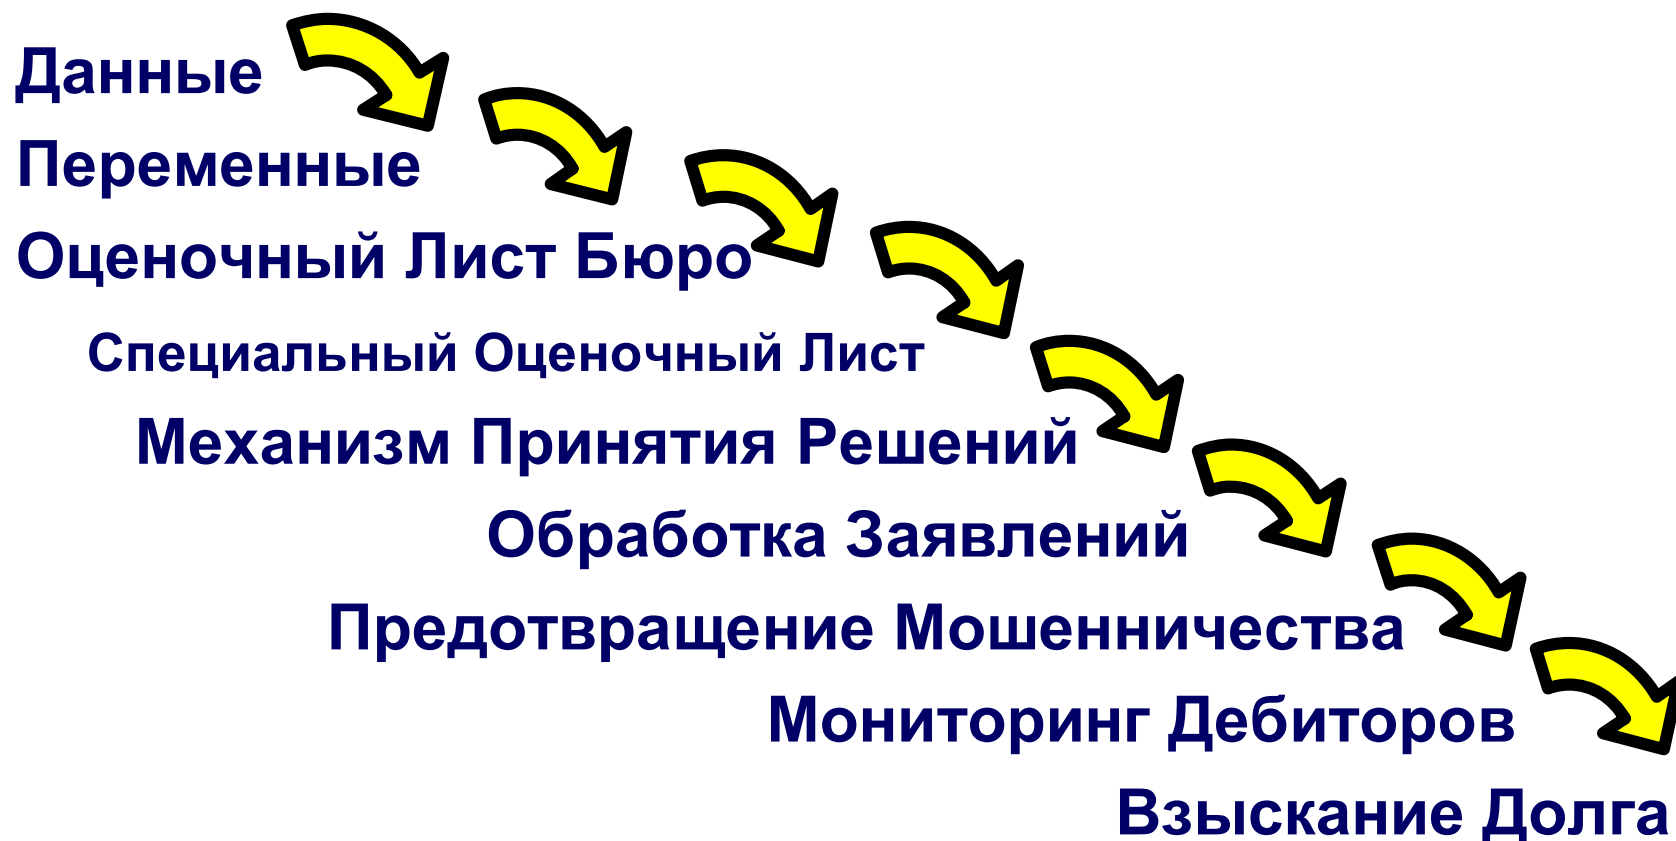 Данные
Переменные
Оценочный Лист Бюро
Специальный Оценочный Лист
Механизм Принятия Решений
Обработка Заявлений
Предотвращение Мошенничества
Мониторинг Дебиторов
Взыскание Долга